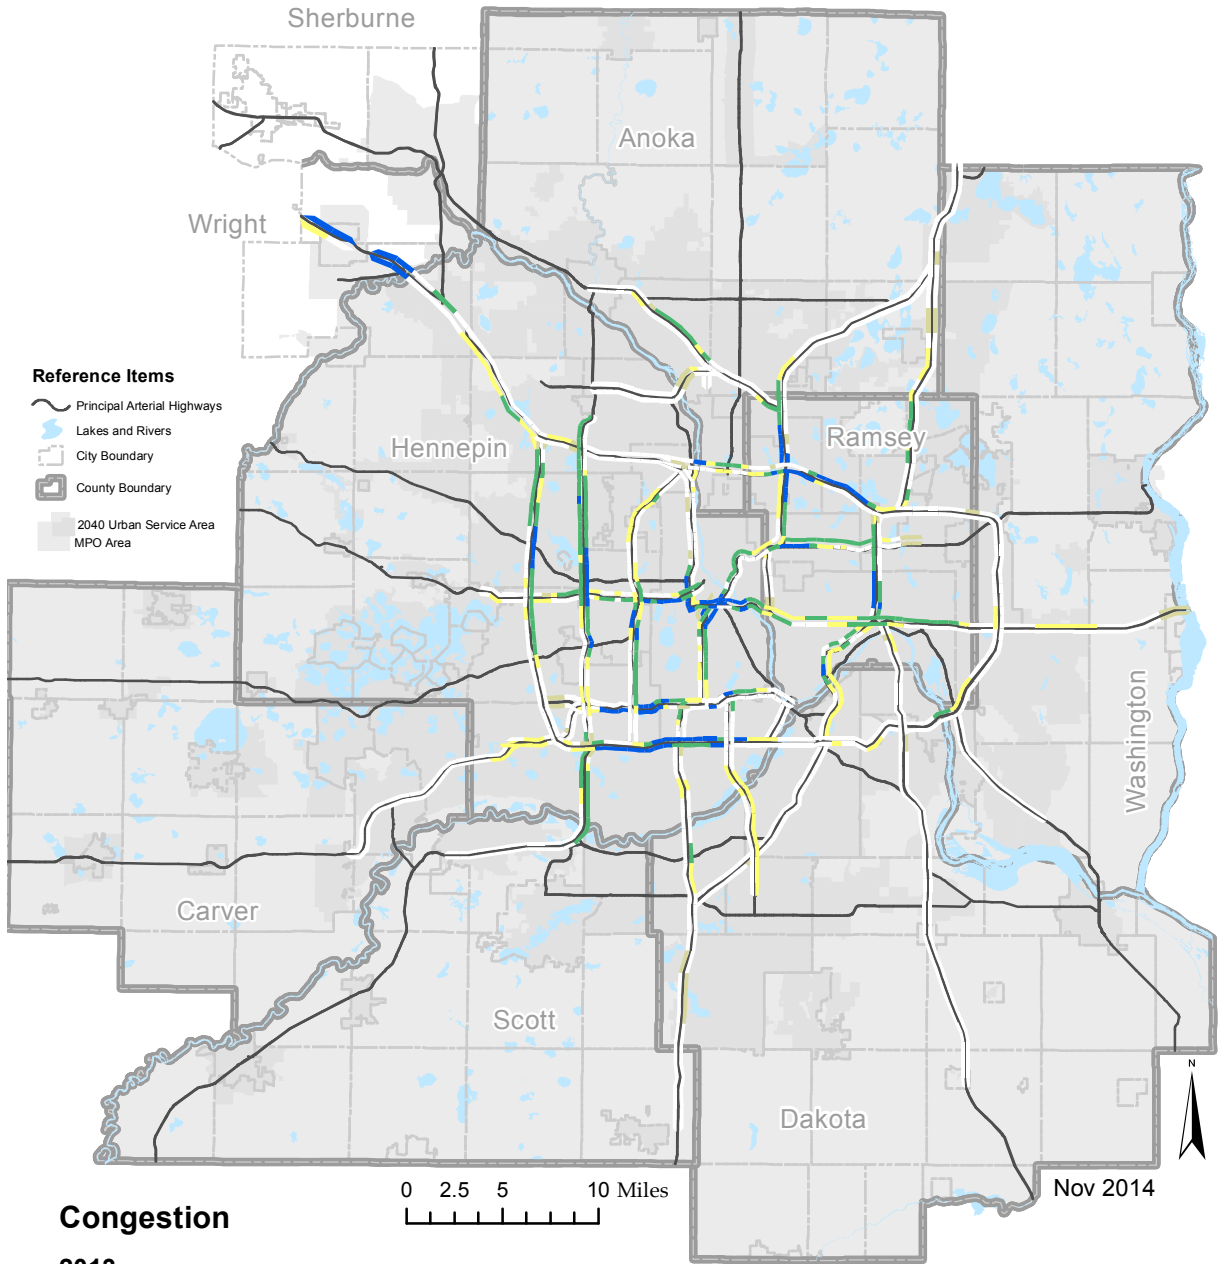 Sherburne
Anoka
Wright
Reference Items
Principal Arterial Highways
Lakes and Rivers
City Boundary
County Boundary
2040 Urban Service Area
MPO Area
Hennepin
Ramsey
Washington
Carver
Scott
Dakota
N
0 2.5 5 10 Miles
Nov 2014
Congestion